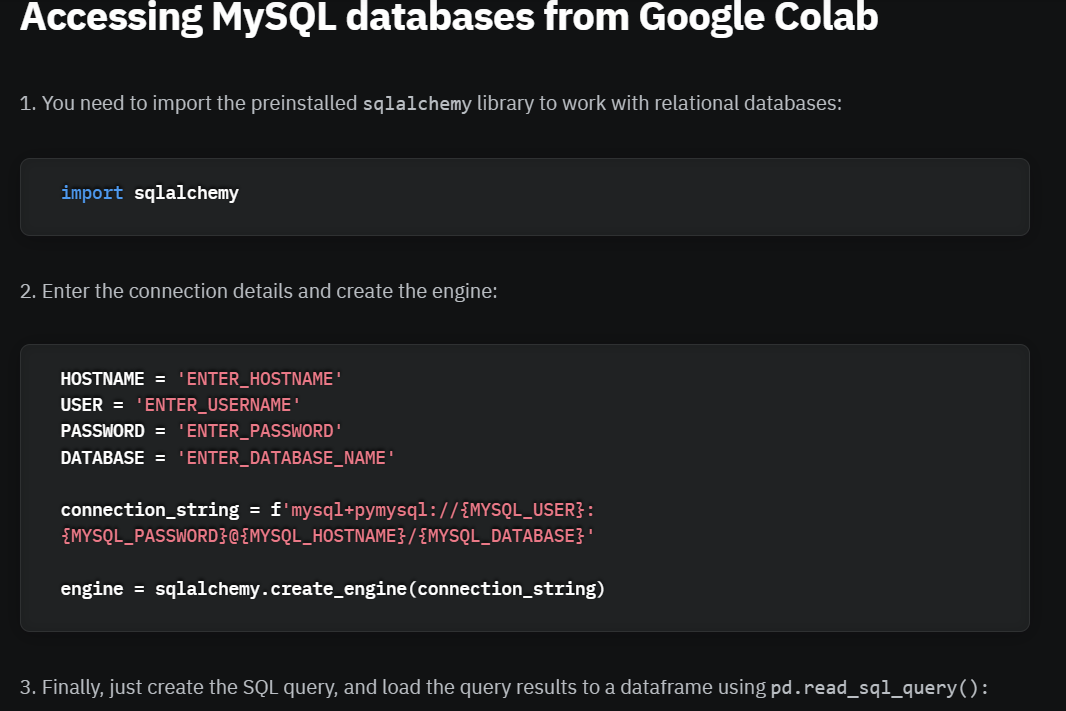 Accessing MySQL databases from Google Colab
1. You need to import the preinstalled sqlalchemy library to work with relational databases:
import sqlalchemy
2. Enter the connection details and create the engine:
HOSTNAME = 'ENTER_HOSTNAME'
USER = 'ENTER_USERNAME'
PASSWORD = 'ENTER_PASSWORD'
DATABASE = 'ENTER_DATABASE_NAME'
connection_string = f'mysql+pymysql://{MYSQL_USER}:
{MYSQL_PASSWORD}@{MYSQL_HOSTNAME}/{MYSQL_DATABASE}'
engine = sqlalchemy.create_engine(connection_string)
3. Finally, just create the SQL query, and load the query results to a dataframe using pd.read_sql_query():